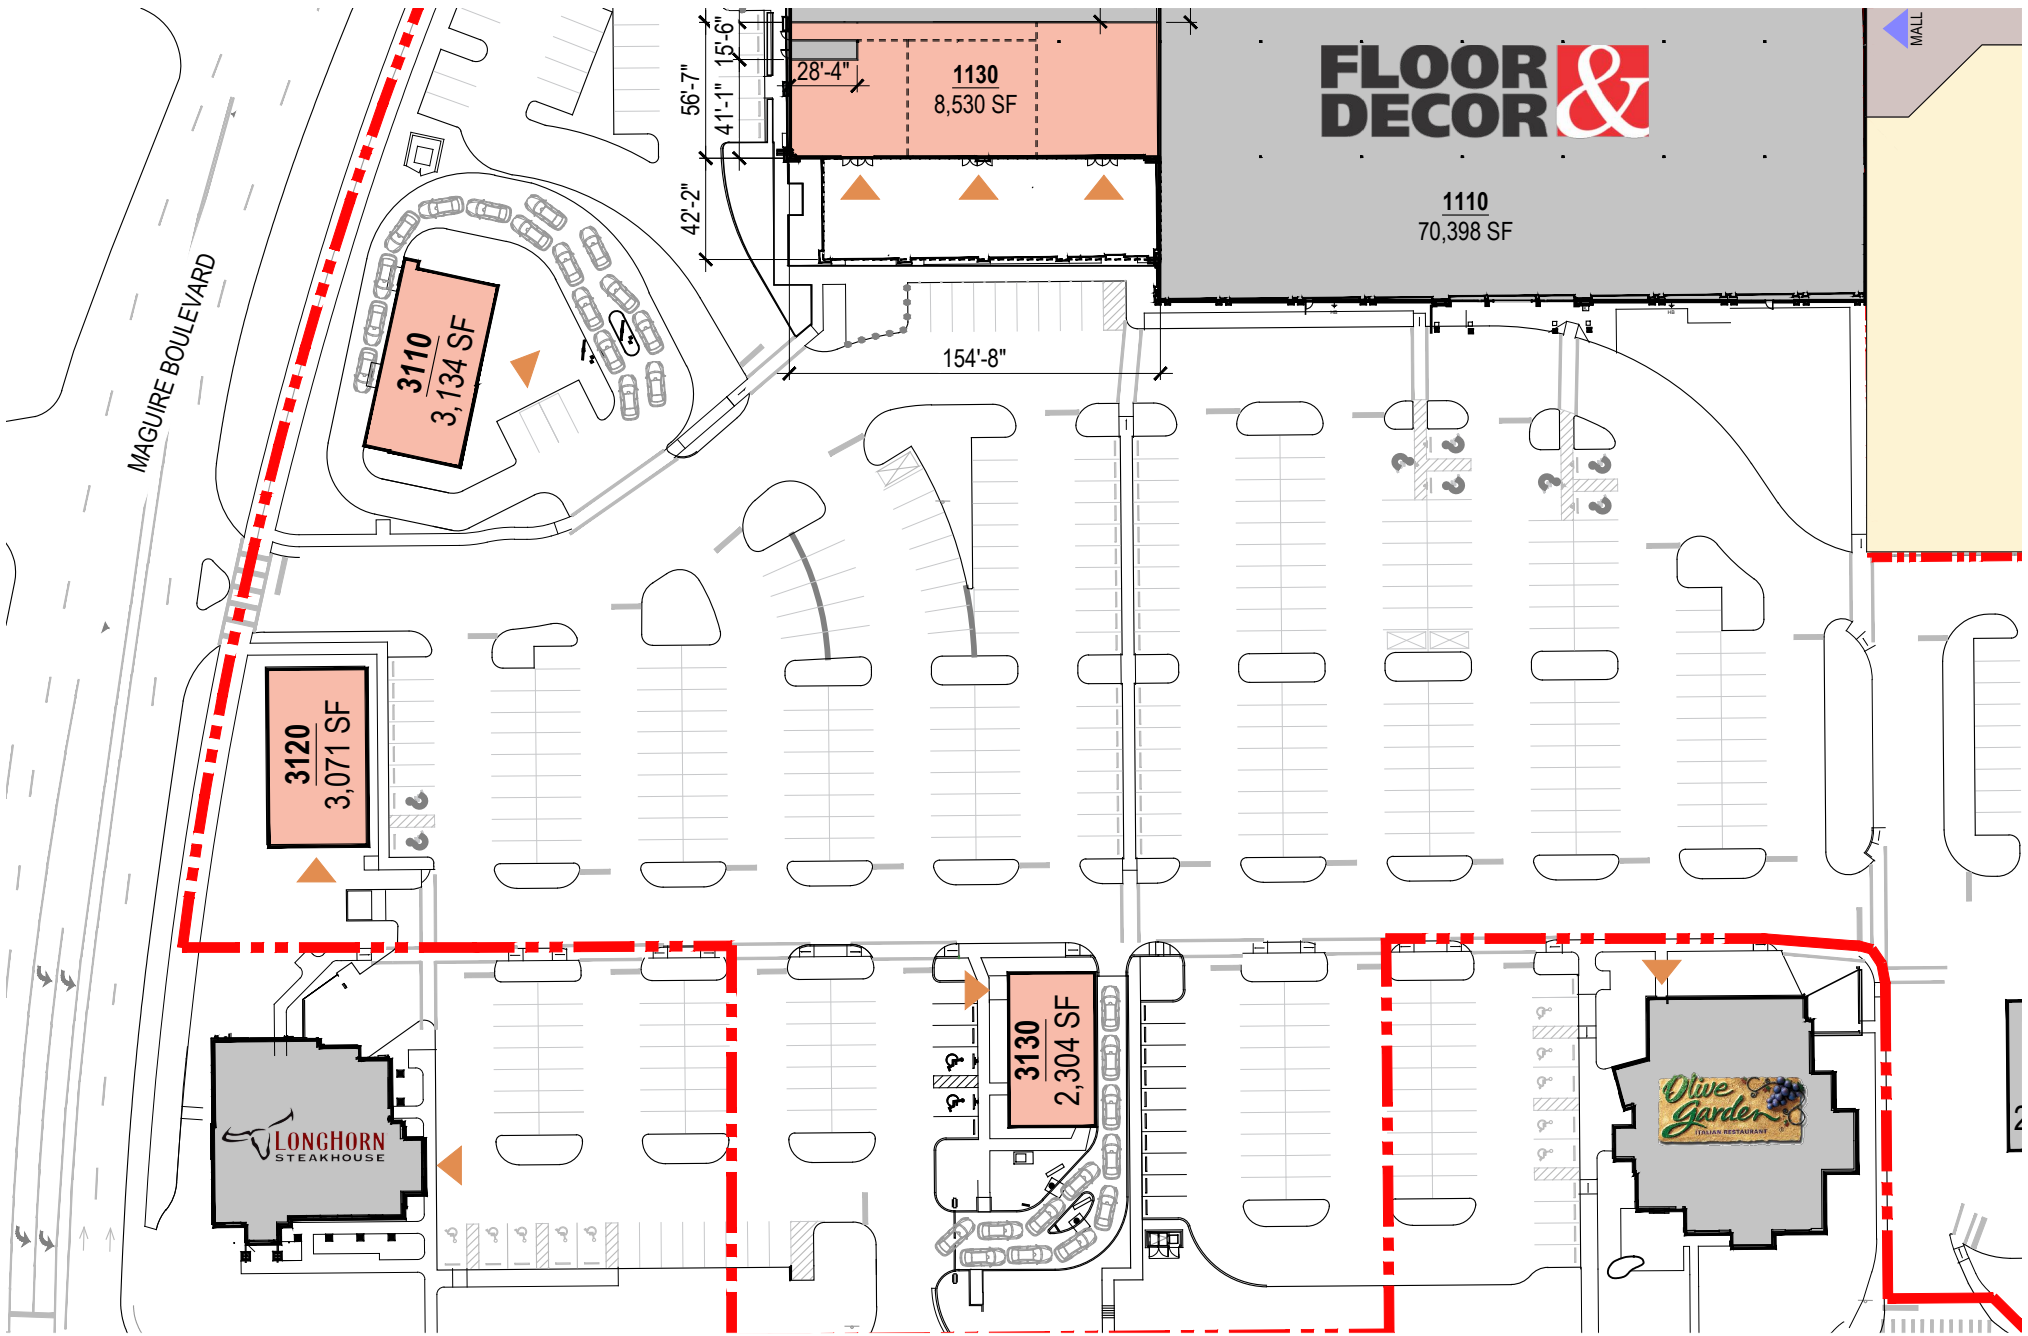 MALL
15'-6"
56'-7"
41'-1"
28'-4"
1130
8,530 SF
FLOOR &
DECOR
1110
70,398 SF
42'-2"
154'-8"
MAGUIRE BOULEVARD
3110
3,134 SF
3120
3,071 SF
3130
2,304 SF
LONGHORN
STEAKHOUSE
Olive
Garden
ITALIAN RESTAURANT
2